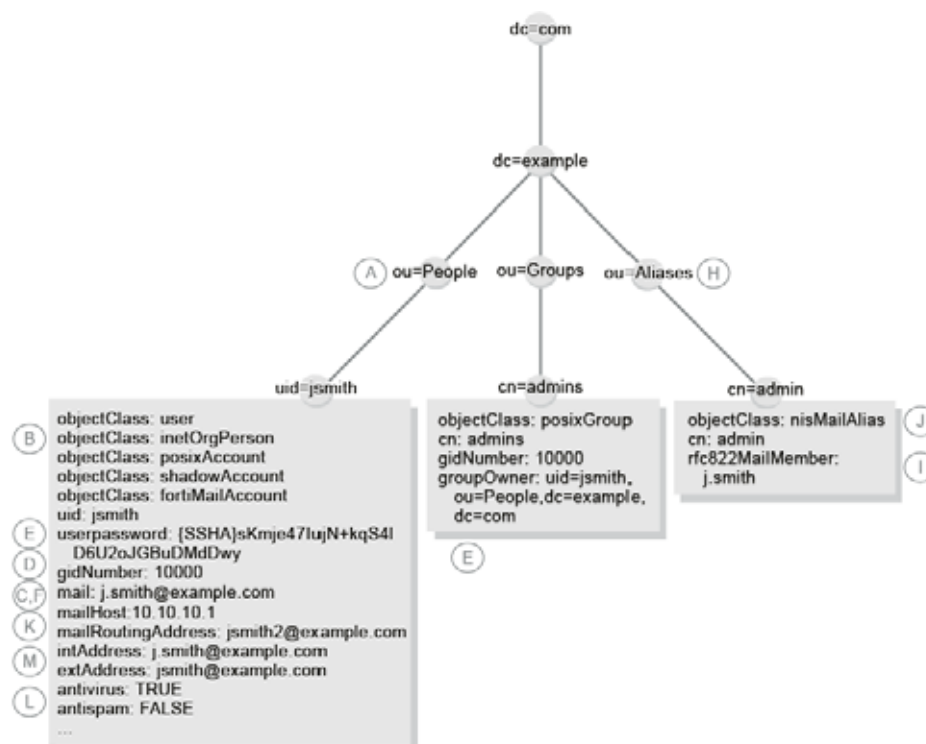 dc=com
dc=example
A
ou=People
ou=Groups
ou=Aliases
H
uid=jsmith
cn=admins
cn=admin
B
objectClass: user
objectClass: inetOrgPerson
objectClass: posixAccount
objectClass: shadowAccount
objectClass: fortiMailAccount
uid: jsmith
E
userpassword: {SSHA}sKmje47IujN+kqS4I
D6U2oJGBuDMdDwy
D
gidNumber: 10000
C,F
mail: j.smith@example.com
mailHost:10.10.10.1
K
mailRoutingAddress: jsmith2@example.com
M
intAddress: j.smith@example.com
extAddress: jsmith@example.com
L
antivirus: TRUE
antispam: FALSE
...
objectClass: posixGroup
cn: admins
gidNumber: 10000
groupOwner: uid=jsmith,
ou=People,dc=example,
dc=com
E
objectClass: nisMailAlias
J
cn: admin
rfc822MailMember:
I
j.smith